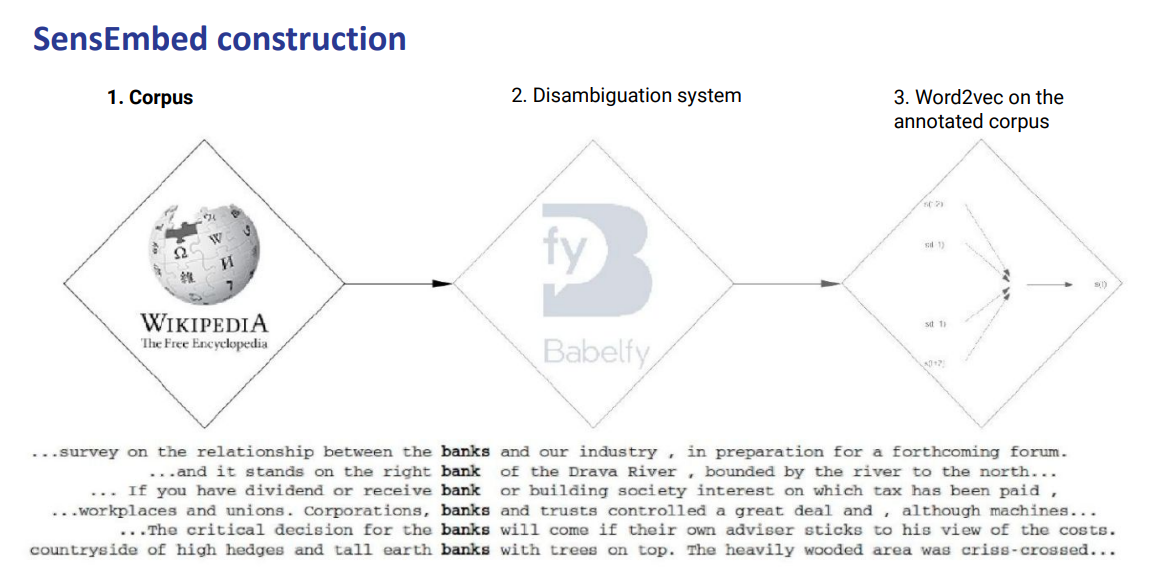 SensEmbed construction
1. Corpus
2. Disambiguation system
3. Word2vec on the
annotated corpus
Ω
W
И
7
WIKIPEDIA
The Free Encyclopedia
fy
B
Babelfy
...survey on the relationship between the banks and our industry , in preparation for a forthcoming forum.
...and it stands on the right bank of the Drava River , bounded by the river to the north...
... If you have dividend or receive bank or building society interest on which tax has been paid ,
...workplaces and unions. Corporations, banks and trusts controlled a great deal and , although machines...
...The critical decision for the banks will come if their own adviser sticks to his view of the costs.
countryside of high hedges and tall earth banks with trees on top. The heavily wooded area was criss-crossed...